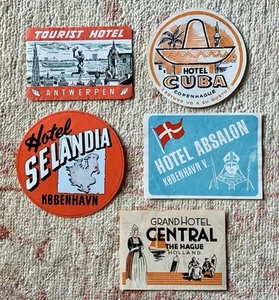 TOURIST HOTEL
ANTWERPEN
HOTEL
CUBA
COPENHAGUE
Hotel
SELANDIA
KØBENHAVN
HOTEL ABSALON
KØBENHAVN V.
GRAND HOTEL
CENTRAL
THE HAGUE
HOLLAND